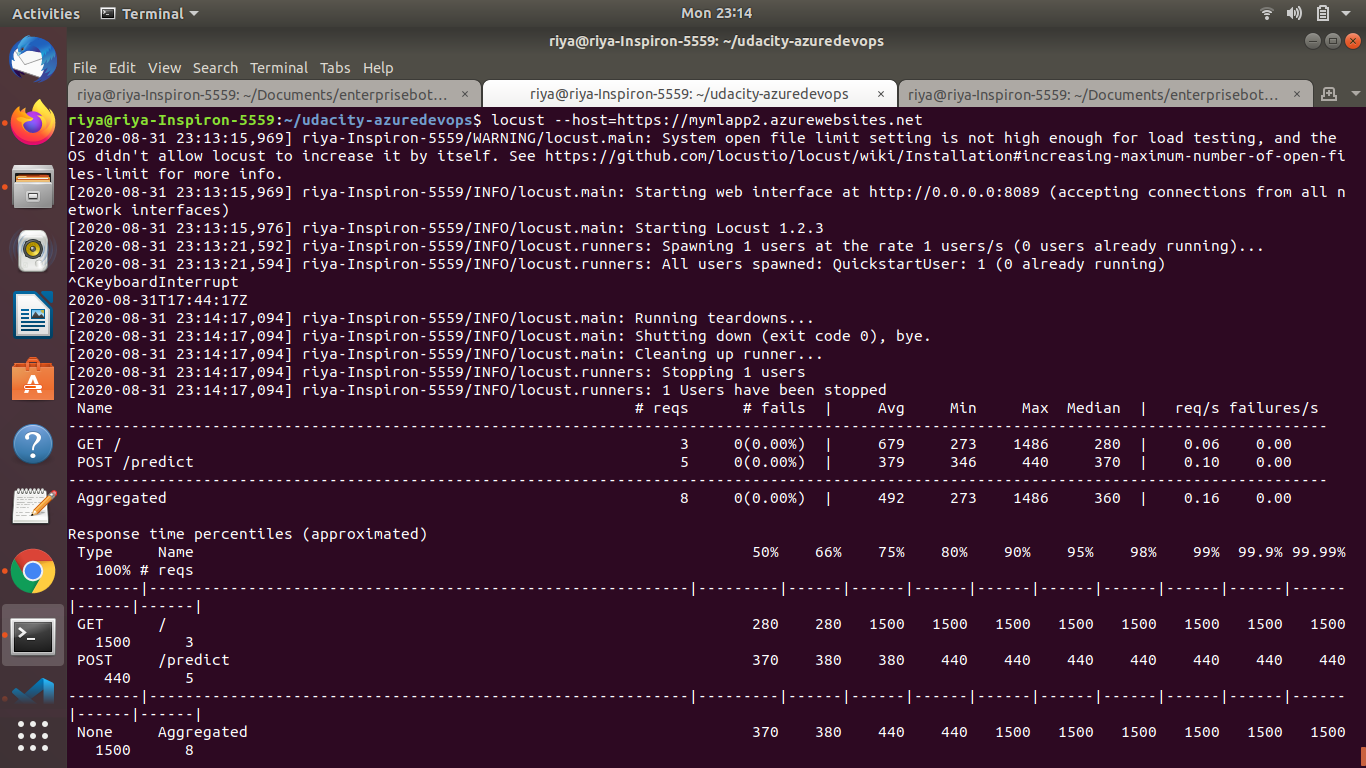 Activities Terminal Mon 23:14
riya@riya-Inspiron-5559: ~/udacity-azuredevops
File Edit View Search Terminal Tabs Help
riya@riya-Inspiron-5559: ~/Documents/enterprisebot... × riya@riya-Inspiron-5559: ~/udacity-azuredevops × riya@riya-Inspiron-5559: ~/Documents/enterprisebot... ×
riya@riya-Inspiron-5559:~/udacity-azuredevops$ locust --host=https://mymlapp2.azurewebsites.net
[2020-08-31 23:13:15,969] riya-Inspiron-5559/WARNING/locust.main: System open file limit setting is not high enough for load testing, and the
OS didn't allow locust to increase it by itself. See https://github.com/locustio/locust/wiki/Installation#increasing-maximum-number-of-open-fi
les-limit for more info.
[2020-08-31 23:13:15,969] riya-Inspiron-5559/INFO/locust.main: Starting web interface at http://0.0.0.0:8089 (accepting connections from all n
etwork interfaces)
[2020-08-31 23:13:15,976] riya-Inspiron-5559/INFO/locust.main: Starting Locust 1.2.3
[2020-08-31 23:13:21,592] riya-Inspiron-5559/INFO/locust.runners: Spawning 1 users at the rate 1 users/s (0 users already running)...
[2020-08-31 23:13:21,594] riya-Inspiron-5559/INFO/locust.runners: All users spawned: QuickstartUser: 1 (0 already running)
^CKeyboardInterrupt
2020-08-31T17:44:17Z
[2020-08-31 23:14:17,094] riya-Inspiron-5559/INFO/locust.main: Running teardowns...
[2020-08-31 23:14:17,094] riya-Inspiron-5559/INFO/locust.main: Shutting down (exit code 0), bye.
[2020-08-31 23:14:17,094] riya-Inspiron-5559/INFO/locust.main: Cleaning up runner...
[2020-08-31 23:14:17,094] riya-Inspiron-5559/INFO/locust.runners: Stopping 1 users
[2020-08-31 23:14:17,094] riya-Inspiron-5559/INFO/locust.runners: 1 Users have been stopped
Name # reqs # fails | Avg Min Max Median | req/s failures/s
--------------------------------------------------------------------------------------------------------------------------------------------
GET / 3 0(0.00%) | 679 273 1486 280 | 0.06 0.00
POST /predict 5 0(0.00%) | 379 346 440 370 | 0.10 0.00
--------------------------------------------------------------------------------------------------------------------------------------------
Aggregated 8 0(0.00%) | 492 273 1486 360 | 0.16 0.00
Response time percentiles (approximated)
Type Name 50% 66% 75% 80% 90% 95% 98% 99% 99.9% 99.99%
100% # reqs
--------|------------------------------------------------------------|---------|------|------|------|------|------|------|------|------|------
|------|------|
GET / 280 280 1500 1500 1500 1500 1500 1500 1500 1500
1500 3
POST /predict 370 380 380 440 440 440 440 440 440 440
440 5
--------|------------------------------------------------------------|---------|------|------|------|------|------|------|------|------|------
|------|------|
None Aggregated 370 380 440 440 1500 1500 1500 1500 1500 1500
1500 8